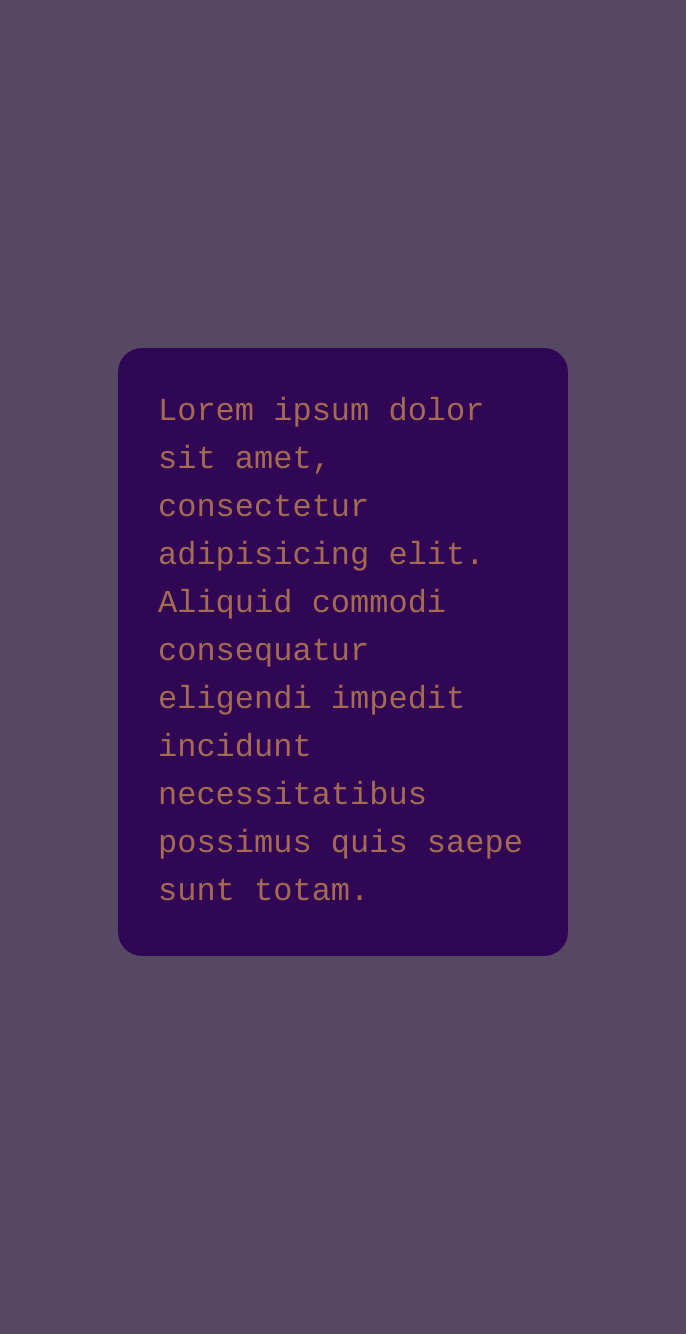 Lorem ipsum dolor
sit amet,
consectetur
adipisicing elit.
Aliquid commodi
consequatur
eligendi impedit
incidunt
necessitatibus
possimus quis saepe
sunt totam.